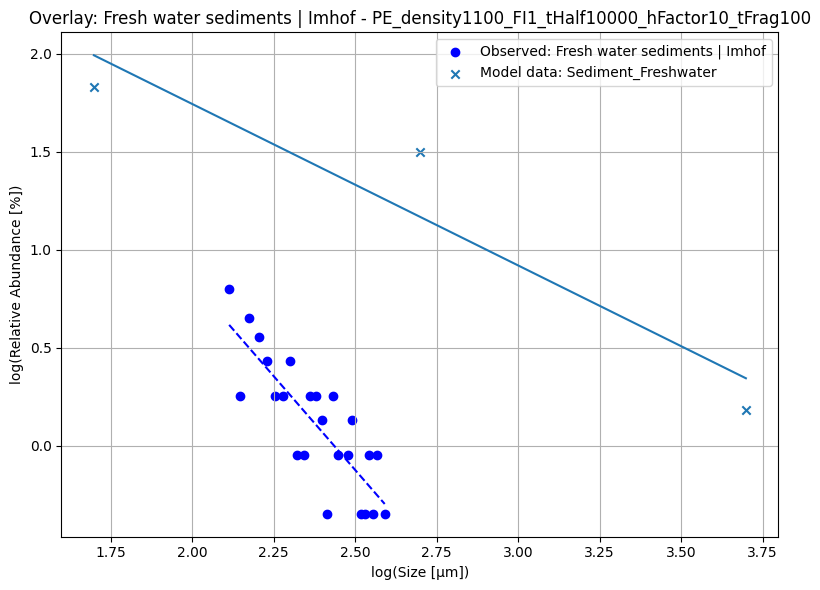 Overlay: Fresh water sediments | Imhof - PE_density1100_FI1_tHalf10000_hFactor10_tFrag100
Observed: Fresh water sediments | Imhof
Model data: Sediment_Freshwater
log(Relative Abundance [%])
2.0
1.5
1.0
0.5
0.0
1.75 2.00 2.25 2.50 2.75 3.00 3.25 3.50 3.75
log(Size [μm])